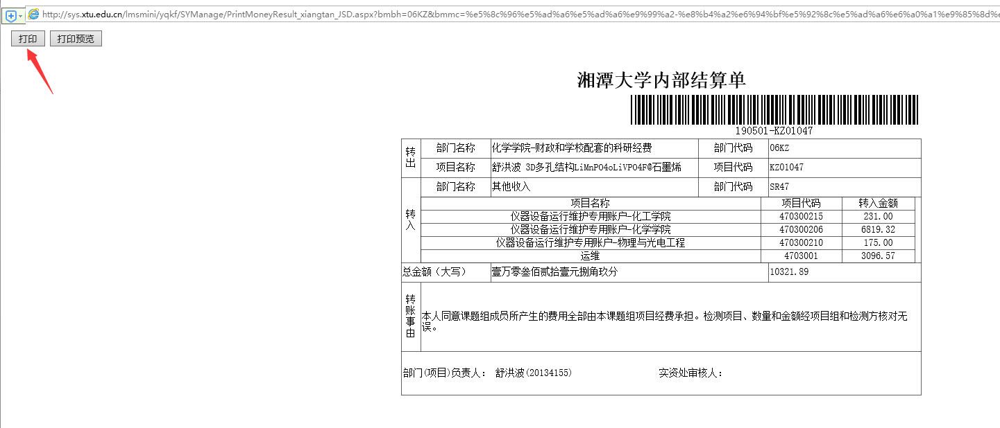 http://sys.xtu.edu.cn/lmsmini/yqkf/SYManage/PrintMoneyResult_xiangtan_JSD.aspx?bmbh=06KZ&bmmc=%e5%8c%96%e5%ad%a6%e5%ad%a6%e9%99%a2-%e8%b4%a2%e6%94%bf%e5%92%8c%e5%ad%a6%e6%a0%a1%e9%85%8d%e
打印 打印预览
湘潭大学内部结算单
190501-KZ01047
转出 部门名称 化学学院-财政和学校配套的科研经费 部门代码 06KZ
项目名称 舒洪波 3D多孔结构LiMnPO4oLiVPO4F@石墨烯 项目代码 KZ01047
转入 部门名称 其他收入 部门代码 SR47
项目名称 项目代码 转入金额
仪器设备运行维护专用账户-化工学院 470300215 231.00
仪器设备运行维护专用账户-化学学院 470300206 6819.32
仪器设备运行维护专用账户-物理与光电工程 470300210 175.00
运维 4703001 3096.57
总金额（大写） 壹万零叁佰贰拾壹元捌角玖分 10321.89
转账事由 本人同意课题组成员所产生的费用全部由本课题组项目经费承担。检测项目、数量和金额经项目组和检测方核对无
误。
部门(项目)负责人： 舒洪波(20134155) 实资处审核人：